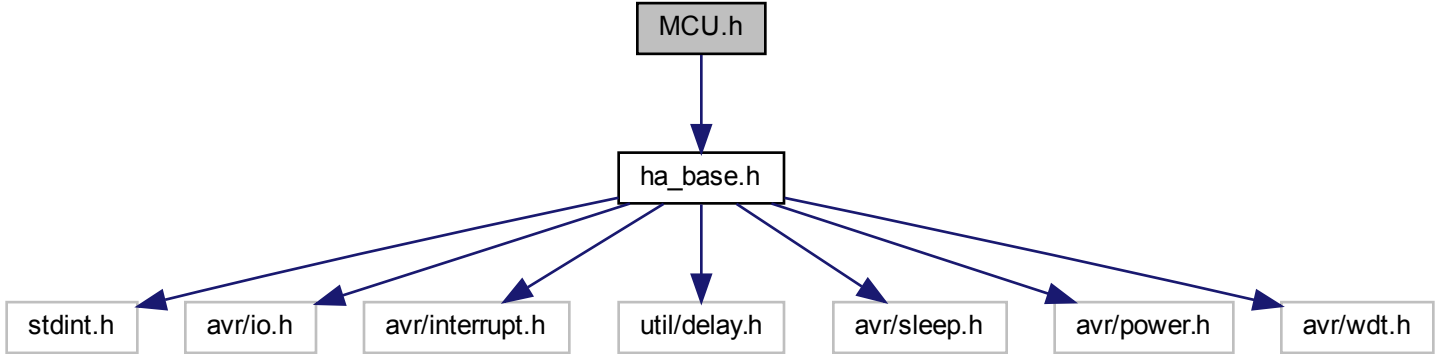 MCU.h
ha_base.h
stdint.h
avr/io.h
avr/interrupt.h
util/delay.h
avr/sleep.h
avr/power.h
avr/wdt.h